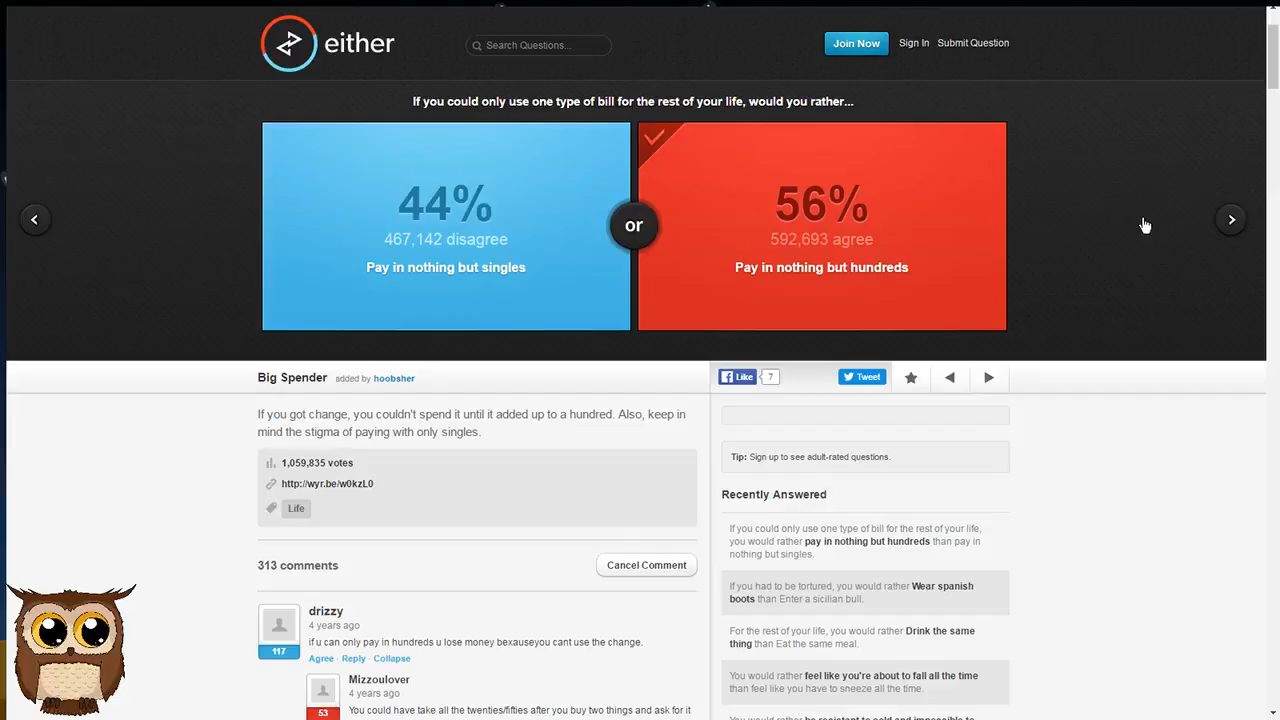 either
Search Questions...
Join Now
Sign In
Submit Question
If you could only use one type of bill for the rest of your life, would you rather...
44%
467,142 disagree
Pay in nothing but singles
or
56%
592,693 agree
Pay in nothing but hundreds
Big Spender added by hoobsher
Like
7
Tweet
If you got change, you couldn't spend it until it added up to a hundred. Also, keep in
mind the stigma of paying with only singles.
1,059,835 votes
http://wyr.be/w0kzL0
Life
313 comments
Cancel Comment
drizzy
4 years ago
if u can only pay in hundreds u lose money bexauseyou cant use the change.
117
Agree · Reply · Collapse
Mizzoulover
4 years ago
53
You could have take all the twenties/fifties after you buy two things and ask for it
Tip: Sign up to see adult-rated questions.
Recently Answered
If you could only use one type of bill for the rest of your life,
you would rather pay in nothing but hundreds than pay in
nothing but singles.
If you had to be tortured, you would rather Wear spanish
boots than Enter a sicilian bull.
For the rest of your life, you would rather Drink the same
thing than Eat the same meal.
You would rather feel like you're about to fall all the time
than feel like you have to sneeze all the time.
You would rather be resistant to cold and impossible to